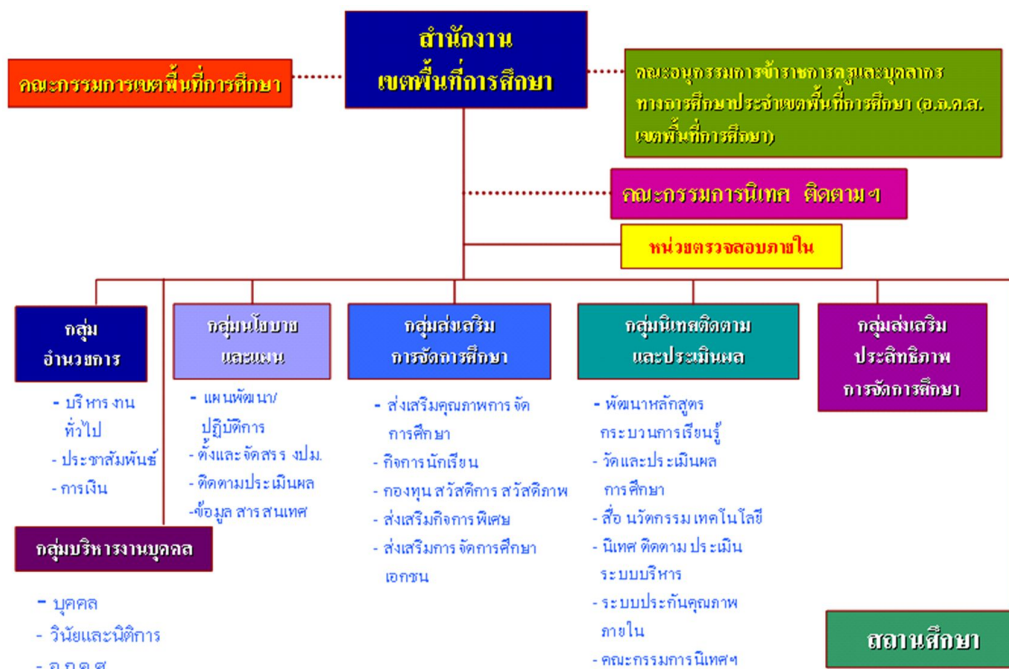 สำนักงาน
เขตพื้นที่การศึกษา
คณะกรรมการเขตพื้นที่การศึกษา
คณะอนุกรรมการข้าราชการครูและบุคลากร
ทางการศึกษาประจำเขตพื้นที่การศึกษา (อ.ก.ค.ส.
เขตพื้นที่การศึกษา)
คณะกรรมการนิเทศ ติดตามฯ
หน่วยตรวจสอบภายใน
กลุ่ม
อำนวยการ
- บริหารงาน
ทั่วไป
- ประชาสัมพันธ์
- การเงิน
กลุ่มบริหารงานบุคคล
- บุคคล
- วินัยและนิติการ
- อ.ก.ค.ศ.
กลุ่มนโยบาย
และแผน
- แผนพัฒนา/
ปฏิบัติการ
- ตั้งและจัดสรร งปม.
- ติดตามประเมินผล
-ข้อมูล สารสนเทศ
กลุ่มส่งเสริม
การจัดการศึกษา
- ส่งเสริมคุณภาพการจัด
การศึกษา
- กิจการนักเรียน
- กองทุน สวัสดิการ สวัสดิภาพ
- ส่งเสริมกิจการพิเศษ
- ส่งเสริมการจัดการศึกษา
เอกชน
กลุ่มนิเทศติดตาม
และประเมินผล
- พัฒนาหลักสูตร
กระบวนการเรียนรู้
- วัดและประเมินผล
การศึกษา
- สื่อ นวัตกรรม เทคโนโลยี
- นิเทศ ติดตาม ประเมิน
ระบบบริหาร
- ระบบประกันคุณภาพ
ภายใน
- คณะกรรมการนิเทศฯ
กลุ่มส่งเสริม
ประสิทธิภาพ
การจัดการศึกษา
สถานศึกษา